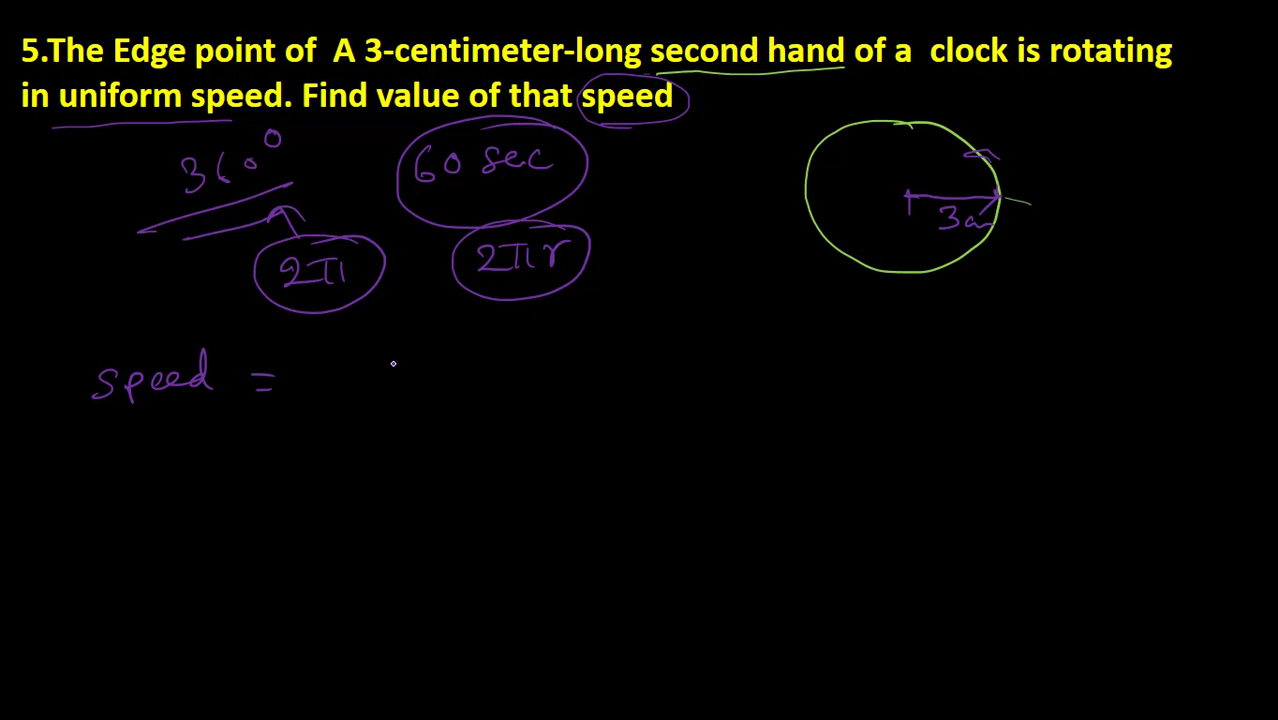 5.The Edge point of A 3-centimeter-long second hand of a clock is rotating
in uniform speed. Find value of that speed
360° 60 sec
3cm
2π 2πr
speed =